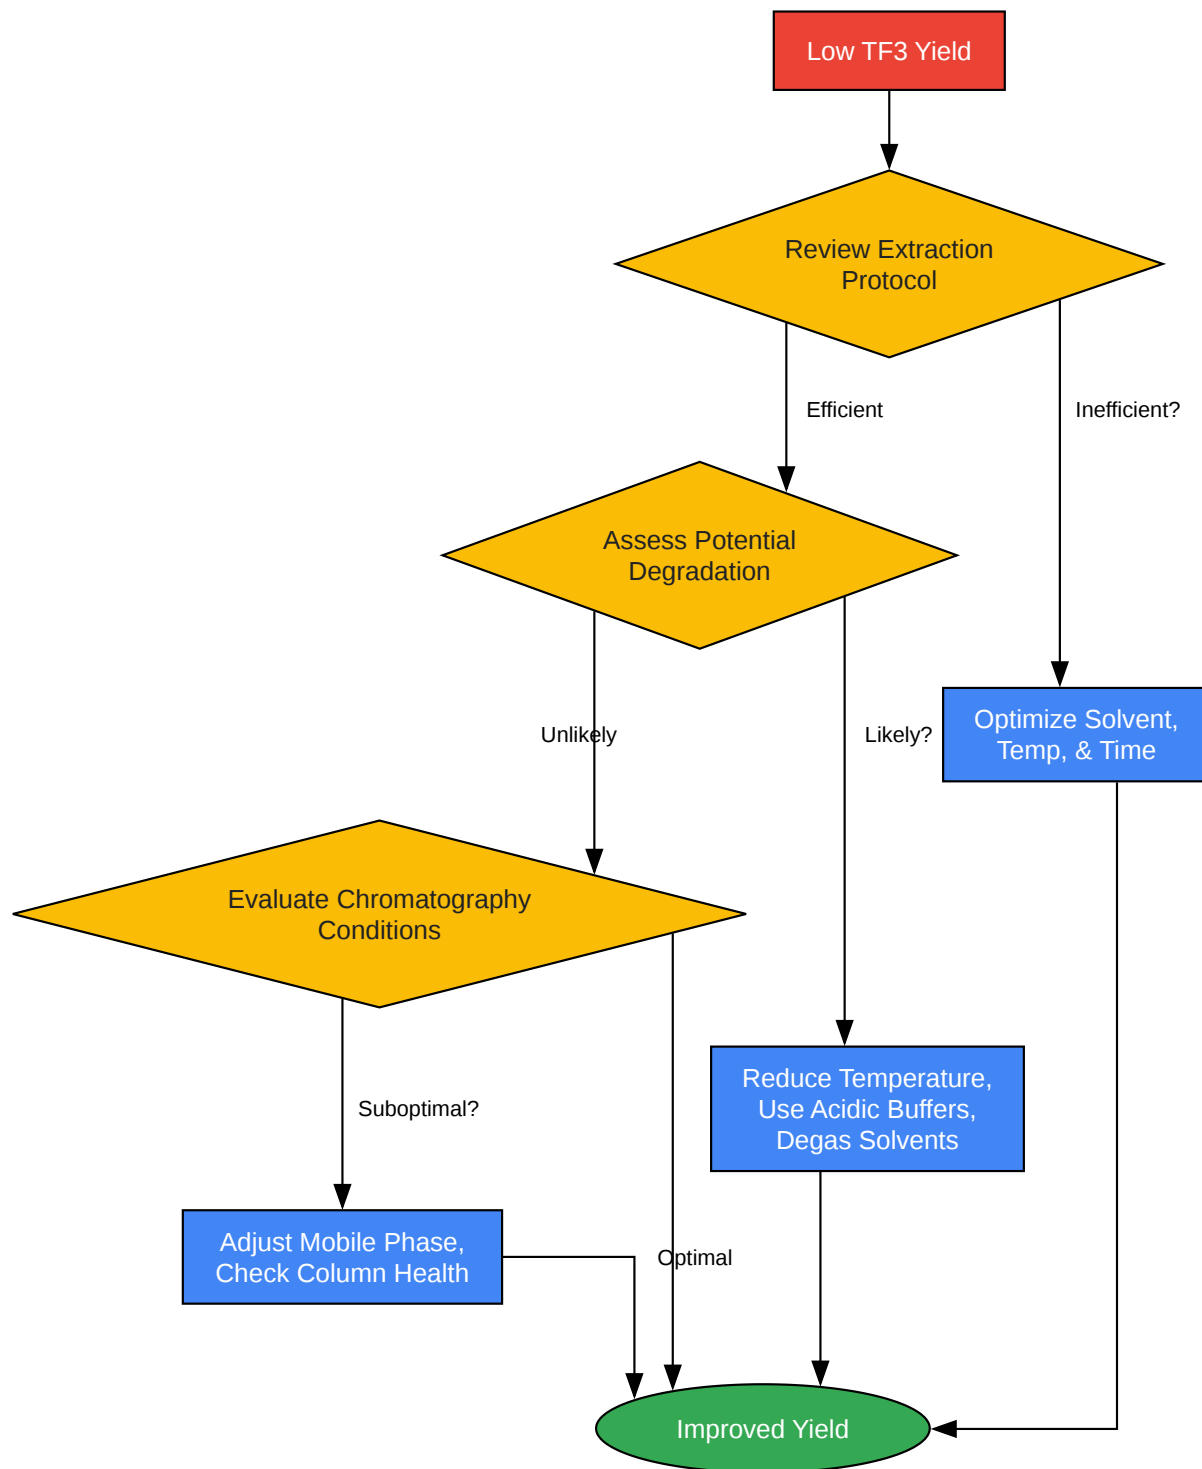 Low TF3 Yield
Review Extraction
Protocol
Efficient
Inefficient?
Assess Potential
Degradation
Unlikely
Likely?
Optimize Solvent,
Temp, & Time
Evaluate Chromatography
Conditions
Reduce Temperature,
Use Acidic Buffers,
Degas Solvents
Suboptimal?
Adjust Mobile Phase,
Check Column Health
Optimal
Improved Yield